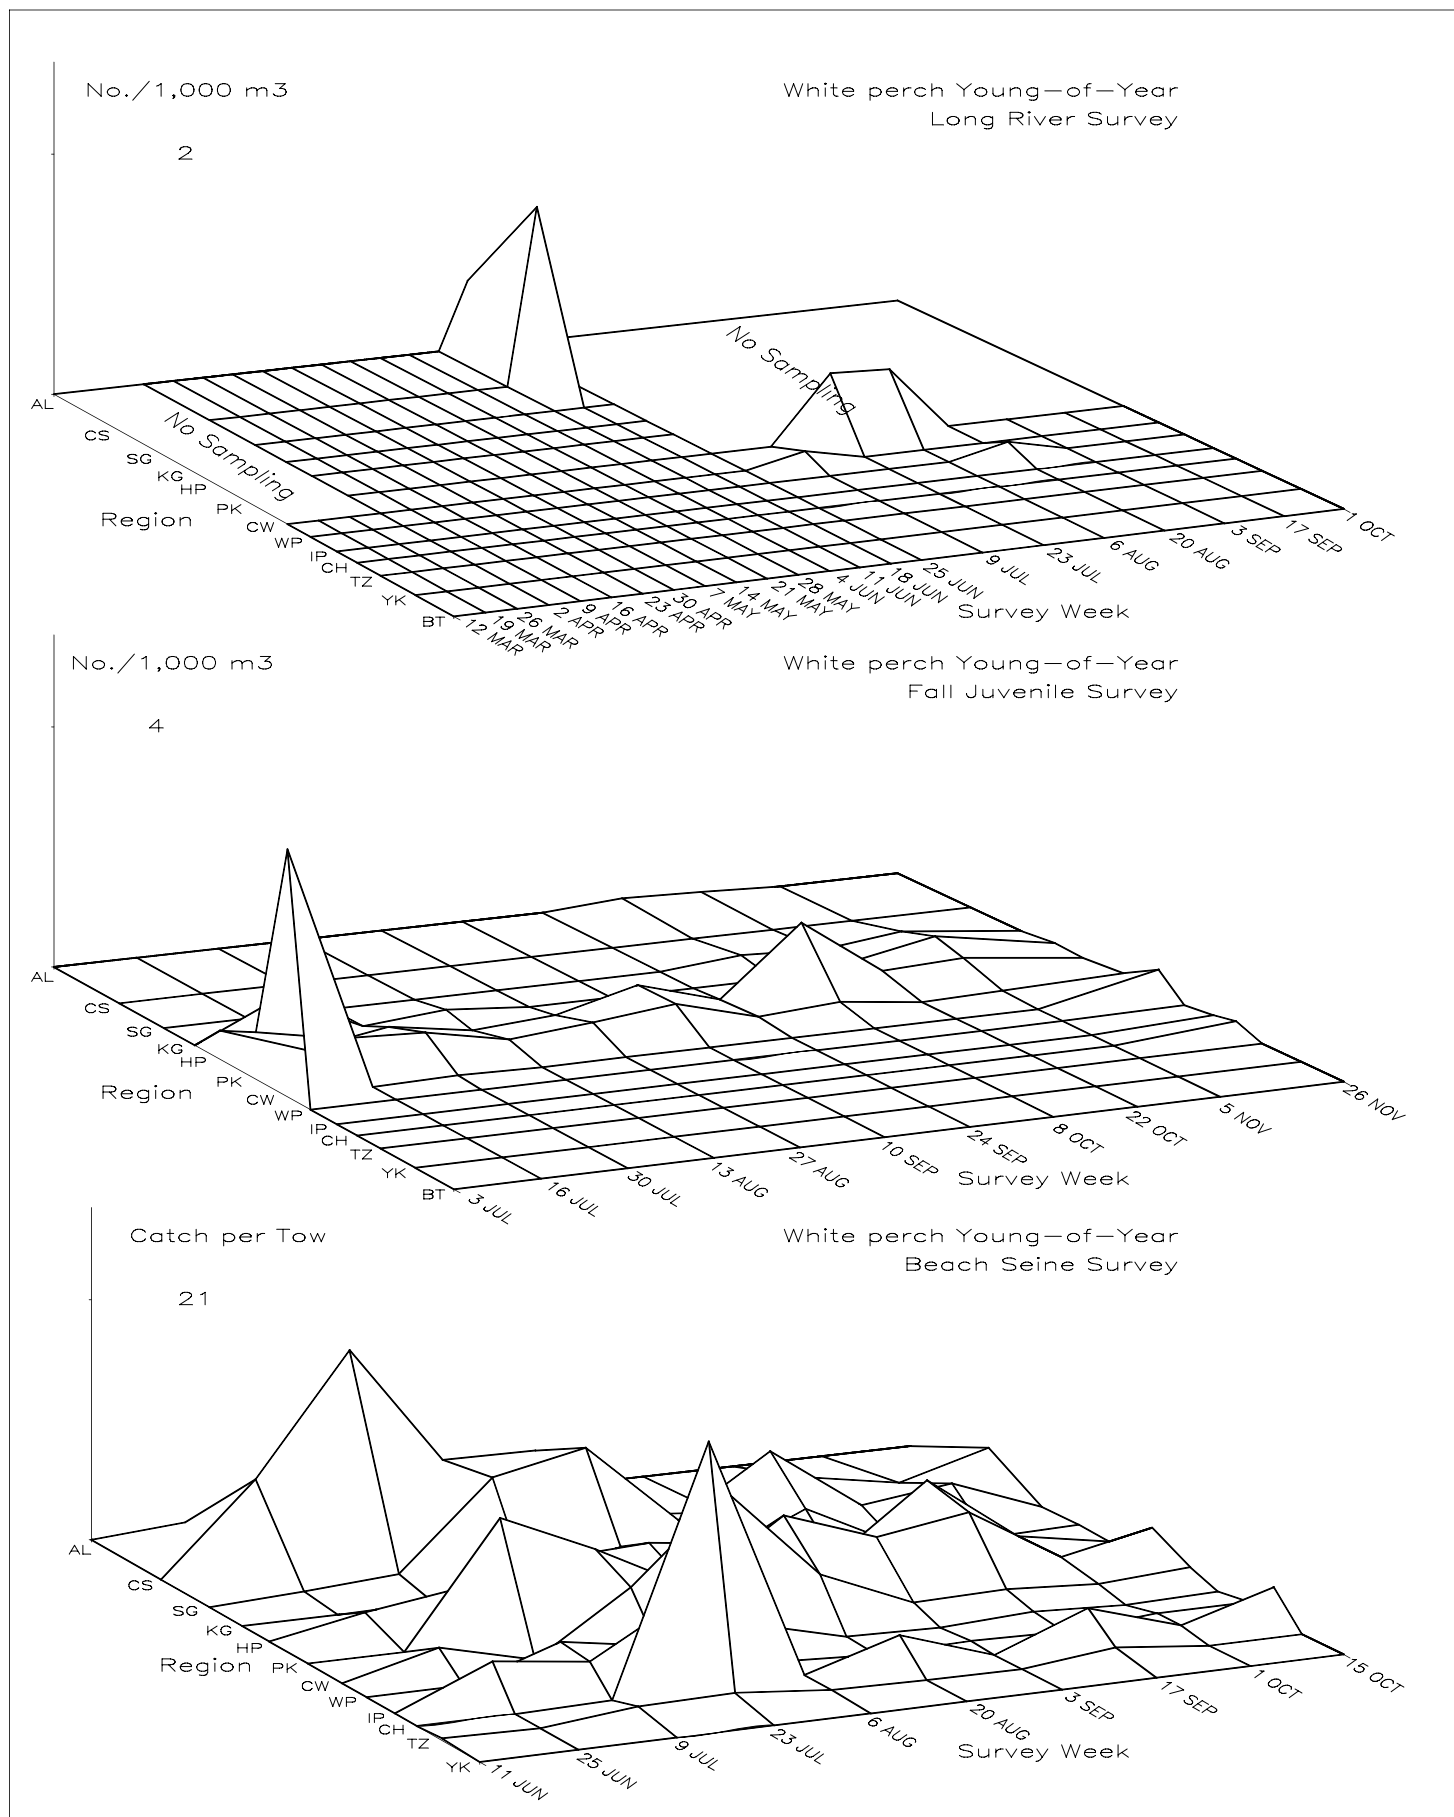 No./1,000 m3
White perch Young-of-Year
Long River Survey
2
No Sampling
AL
CS
No Sampling
SG
KG
HP
PK
Region
CW
WP
IP
CH
TZ
YK
BT
12 MAR
19 MAR
26 MAR
2 APR
9 APR
16 APR
23 APR
30 APR
7 MAY
14 MAY
21 MAY
28 MAY
4 JUN
11 JUN
18 JUN
25 JUN
9 JUL
23 JUL
6 AUG
20 AUG
3 SEP
17 SEP
1 OCT
Survey Week
No./1,000 m3
White perch Young-of-Year
Fall Juvenile Survey
4
AL
CS
SG
KG
HP
PK
Region
CW
WP
IP
CH
TZ
YK
BT
3 JUL
16 JUL
30 JUL
13 AUG
27 AUG
10 SEP
24 SEP
8 OCT
22 OCT
5 NOV
26 NOV
Survey Week
Catch per Tow
White perch Young-of-Year
Beach Seine Survey
21
AL
CS
SG
KG
HP
Region
PK
CW
WP
IP
CH
TZ
YK
11 JUN
25 JUN
9 JUL
23 JUL
6 AUG
20 AUG
3 SEP
17 SEP
1 OCT
15 OCT
Survey Week